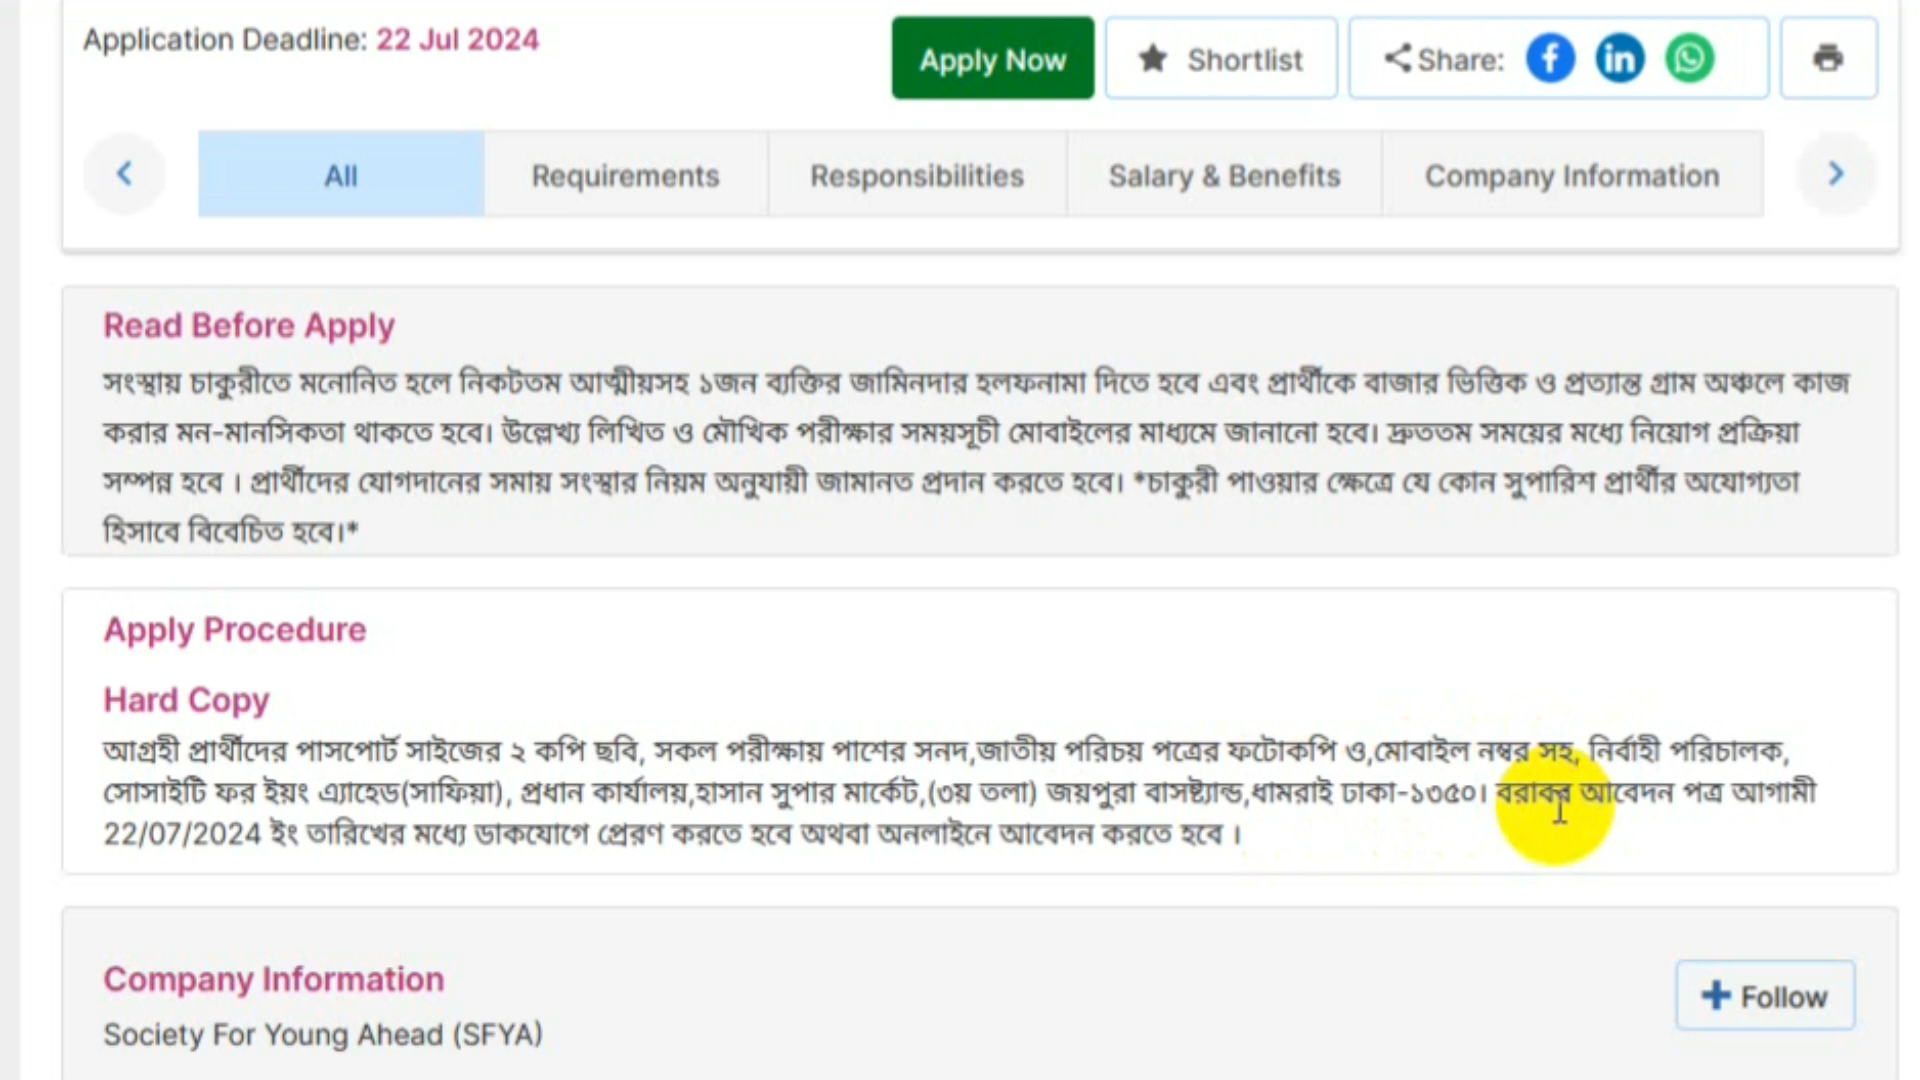 Application Deadline: 22 Jul 2024
Apply Now
Shortlist
Share:
All
Requirements
Responsibilities
Salary & Benefits
Company Information
Read Before Apply
সংস্থায় চাকুরীতে মনোনিত হলে নিকটতম আত্মীয়সহ ১জন ব্যক্তির জামিনদার হলফনামা দিতে হবে এবং প্রার্থীকে বাজার ভিত্তিক ও প্রত্যান্ত গ্রাম অঞ্চলে কাজ
করার মন-মানসিকতা থাকতে হবে। উল্লেখ্য লিখিত ও মৌখিক পরীক্ষার সময়সূচী মোবাইলের মাধ্যমে জানানো হবে। দ্রুততম সময়ের মধ্যে নিয়োগ প্রক্রিয়া
সম্পন্ন হবে । প্রার্থীদের যোগদানের সমায় সংস্থার নিয়ম অনুযায়ী জামানত প্রদান করতে হবে। *চাকুরী পাওয়ার ক্ষেত্রে যে কোন সুপারিশ প্রার্থীর অযোগ্যতা
হিসাবে বিবেচিত হবে।*
Apply Procedure
Hard Copy
আগ্রহী প্রার্থীদের পাসপোর্ট সাইজের ২ কপি ছবি, সকল পরীক্ষায় পাশের সনদ,জাতীয় পরিচয় পত্রের ফটোকপি ও,মোবাইল নম্বর সহ, নির্বাহী পরিচালক,
সোসাইটি ফর ইয়ং এ্যাহেড(সাফিয়া), প্রধান কার্যালয়,হাসান সুপার মার্কেট,(৩য় তলা) জয়পুরা বাসষ্ট্যান্ড,ধামরাই ঢাকা-১৩৫০। বরাবর আবেদন পত্র আগামী
22/07/2024 ইং তারিখের মধ্যে ডাকযোগে প্রেরণ করতে হবে অথবা অনলাইনে আবেদন করতে হবে ।
Company Information
Follow
Society For Young Ahead (SFYA)